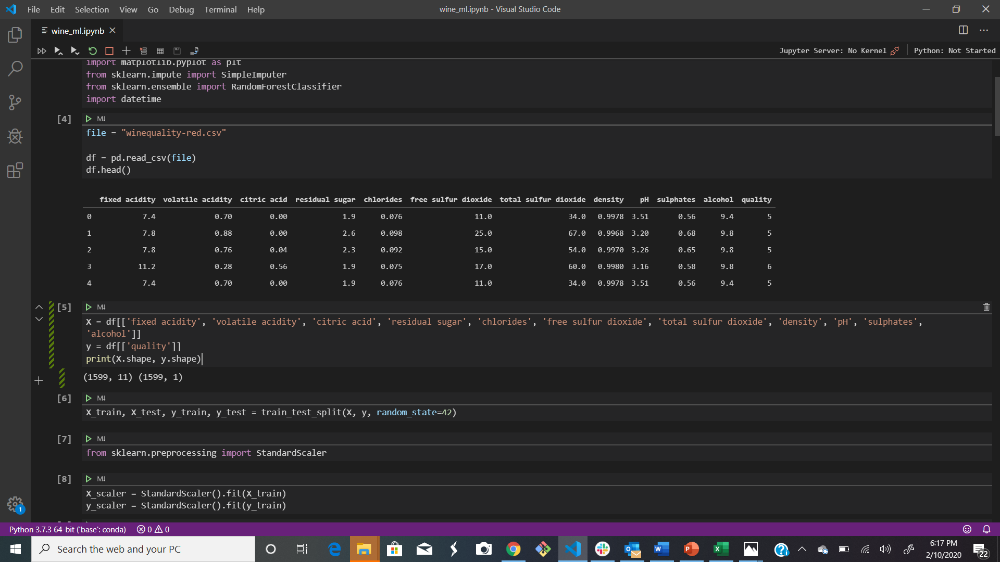 File Edit Selection View Go Debug Terminal Help
wine_ml.ipynb - Visual Studio Code
wine_ml.ipynb
Jupyter Server: No Kernel
Python: Not Started
import matplotlib.pyplot as plt
from sklearn.impute import SimpleImputer
from sklearn.ensemble import RandomForestClassifier
import datetime
[4] M↓
file = "winequality-red.csv"
df = pd.read_csv(file)
df.head()
fixed acidity volatile acidity citric acid residual sugar chlorides free sulfur dioxide total sulfur dioxide density pH sulphates alcohol quality
0 7.4 0.70 0.00 1.9 0.076 11.0 34.0 0.9978 3.51 0.56 9.4 5
1 7.8 0.88 0.00 2.6 0.098 25.0 67.0 0.9968 3.20 0.68 9.8 5
2 7.8 0.76 0.04 2.3 0.092 15.0 54.0 0.9970 3.26 0.65 9.8 5
3 11.2 0.28 0.56 1.9 0.075 17.0 60.0 0.9980 3.16 0.58 9.8 6
4 7.4 0.70 0.00 1.9 0.076 11.0 34.0 0.9978 3.51 0.56 9.4 5
[5] M↓
X = df[['fixed acidity', 'volatile acidity', 'citric acid', 'residual sugar', 'chlorides', 'free sulfur dioxide', 'total sulfur dioxide', 'density', 'pH', 'sulphates',
'alcohol']]
y = df[['quality']]
print(X.shape, y.shape)
(1599, 11) (1599, 1)
[6] M↓
X_train, X_test, y_train, y_test = train_test_split(X, y, random_state=42)
[7] M↓
from sklearn.preprocessing import StandardScaler
[8] M↓
X_scaler = StandardScaler().fit(X_train)
y_scaler = StandardScaler().fit(y_train)
1
Python 3.7.3 64-bit ('base': conda) 0 0
Search the web and your PC
6:17 PM
2/10/2020
22